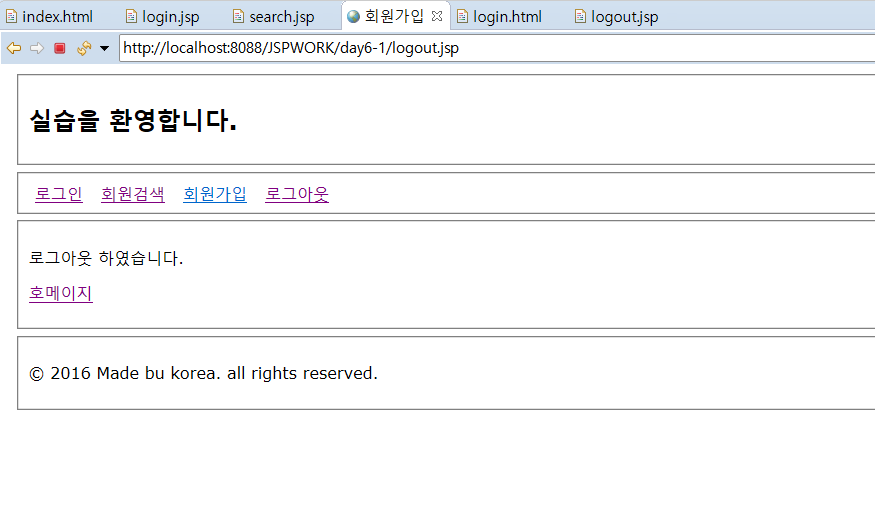 index.html login.jsp search.jsp 회원가입 login.html logout.jsp
http://localhost:8088/JSPWORK/day6-1/logout.jsp
실습을 환영합니다.
로그인 회원검색 회원가입 로그아웃
로그아웃 하였습니다.
호메이지
© 2016 Made bu korea. all rights reserved.